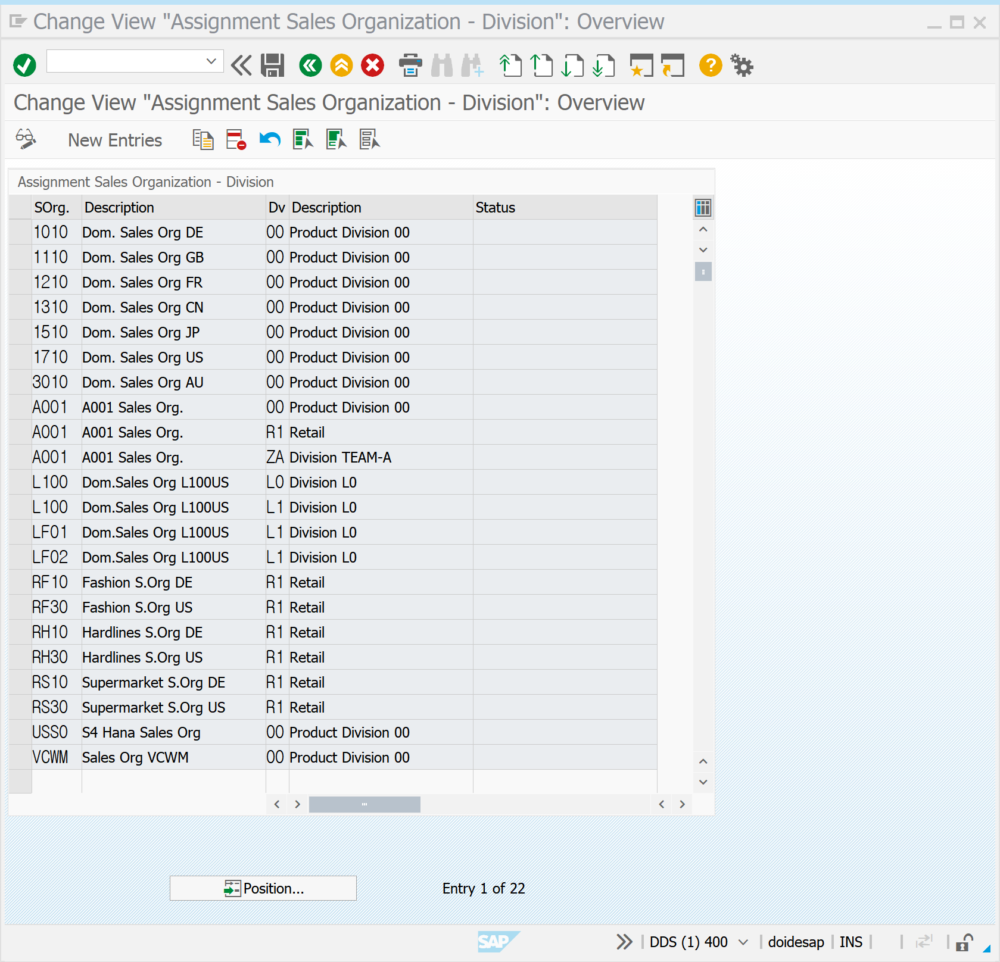 Change View "Assignment Sales Organization - Division": Overview
Change View "Assignment Sales Organization - Division": Overview
New Entries
Assignment Sales Organization - Division
SOrg. Description Dv Description Status
1010 Dom. Sales Org DE 00 Product Division 00
1110 Dom. Sales Org GB 00 Product Division 00
1210 Dom. Sales Org FR 00 Product Division 00
1310 Dom. Sales Org CN 00 Product Division 00
1510 Dom. Sales Org JP 00 Product Division 00
1710 Dom. Sales Org US 00 Product Division 00
3010 Dom. Sales Org AU 00 Product Division 00
A001 A001 Sales Org. 00 Product Division 00
A001 A001 Sales Org. R1 Retail
A001 A001 Sales Org. ZA Division TEAM-A
L100 Dom.Sales Org L100US L0 Division L0
L100 Dom.Sales Org L100US L1 Division L0
LF01 Dom.Sales Org L100US L1 Division L0
LF02 Dom.Sales Org L100US L1 Division L0
RF10 Fashion S.Org DE R1 Retail
RF30 Fashion S.Org US R1 Retail
RH10 Hardlines S.Org DE R1 Retail
RH30 Hardlines S.Org US R1 Retail
RS10 Supermarket S.Org DE R1 Retail
RS30 Supermarket S.Org US R1 Retail
USS0 S4 Hana Sales Org 00 Product Division 00
VCWM Sales Org VCWM 00 Product Division 00
Position... Entry 1 of 22
SAP DDS (1) 400 doidesap INS